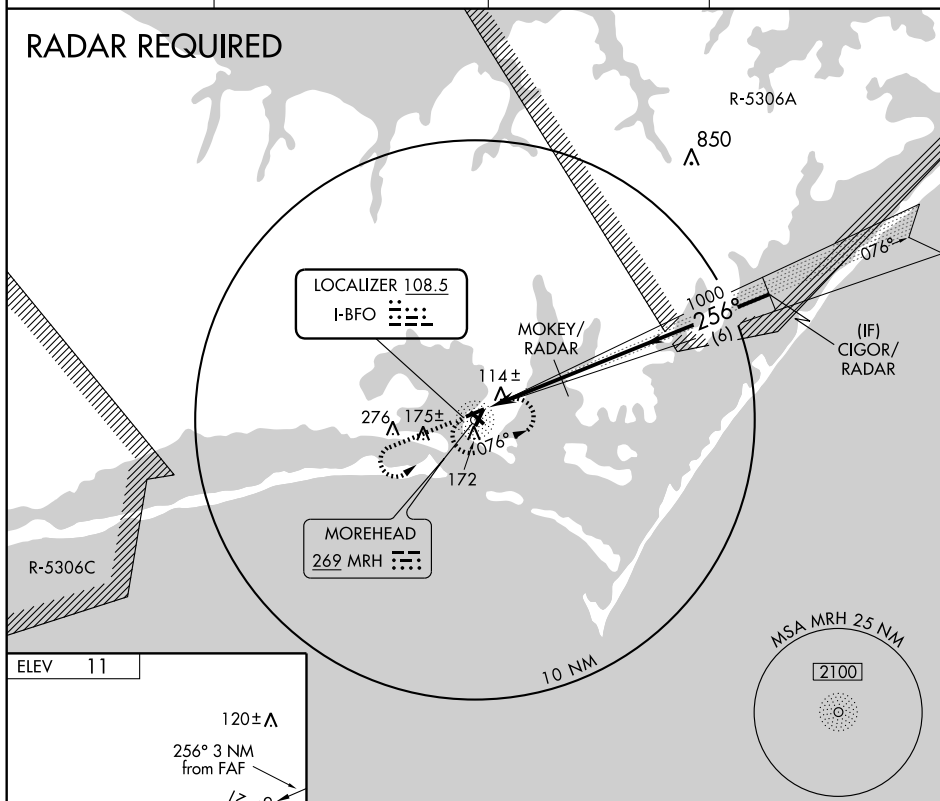 RADAR REQUIRED
R-5306A
850
076°
LOCALIZER 108.5
I-BFO
1000
256°
(6)
MOKEY/
RADAR
(IF)
CIGOR/
RADAR
114±
276
175±
076°
172
MOREHEAD
269 MRH
R-5306C
10 NM
MSA MRH 25 NM
2100
ELEV 11
120±
256° 3 NM
from FAF